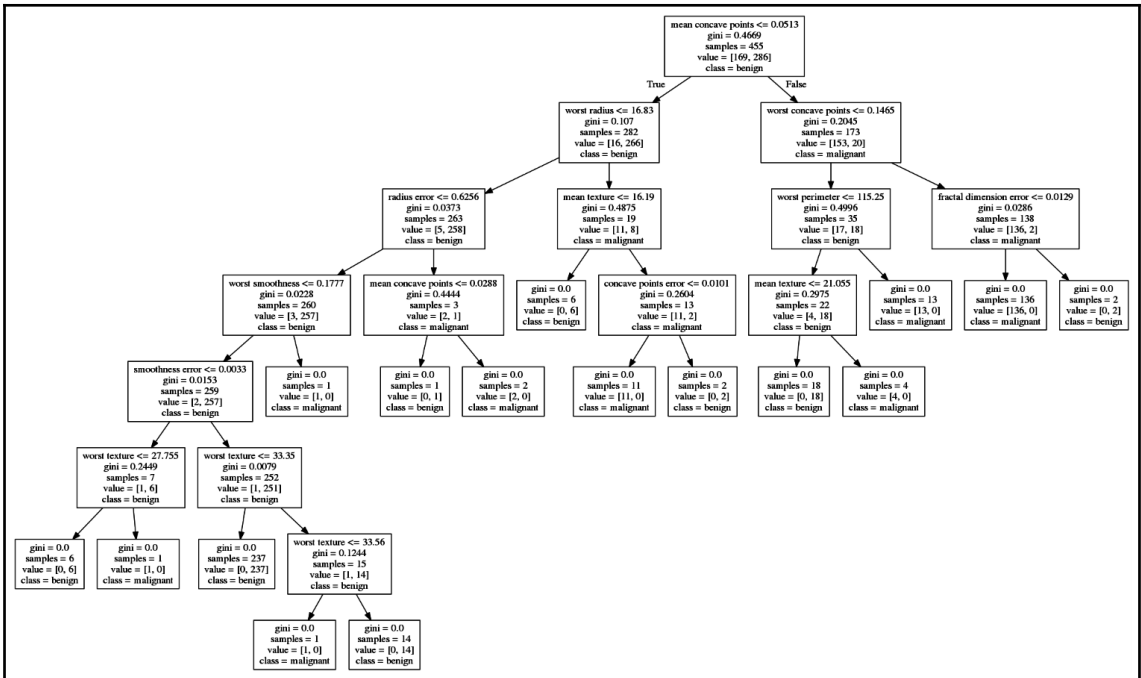 mean concave points <= 0.0513
gini = 0.4669
samples = 455
value = [169, 286]
class = benign
True
False
worst radius <= 16.83
gini = 0.107
samples = 282
value = [16, 266]
class = benign
worst concave points <= 0.1465
gini = 0.2045
samples = 173
value = [153, 20]
class = malignant
radius error <= 0.6256
gini = 0.0373
samples = 263
value = [5, 258]
class = benign
mean texture <= 16.19
gini = 0.4875
samples = 19
value = [11, 8]
class = malignant
worst perimeter <= 115.25
gini = 0.4996
samples = 35
value = [17, 18]
class = benign
fractal dimension error <= 0.0129
gini = 0.0286
samples = 138
value = [136, 2]
class = malignant
worst smoothness <= 0.1777
gini = 0.0228
samples = 260
value = [3, 257]
class = benign
mean concave points <= 0.0288
gini = 0.4444
samples = 3
value = [2, 1]
class = malignant
gini = 0.0
samples = 6
value = [0, 6]
class = benign
concave points error <= 0.0101
gini = 0.2604
samples = 13
value = [11, 2]
class = malignant
mean texture <= 21.055
gini = 0.2975
samples = 22
value = [4, 18]
class = benign
gini = 0.0
samples = 13
value = [13, 0]
class = malignant
gini = 0.0
samples = 136
value = [136, 0]
class = malignant
gini = 0.0
samples = 2
value = [0, 2]
class = benign
smoothness error <= 0.0033
gini = 0.0153
samples = 259
value = [2, 257]
class = benign
gini = 0.0
samples = 1
value = [1, 0]
class = malignant
gini = 0.0
samples = 1
value = [0, 1]
class = benign
gini = 0.0
samples = 2
value = [2, 0]
class = malignant
gini = 0.0
samples = 11
value = [11, 0]
class = malignant
gini = 0.0
samples = 2
value = [0, 2]
class = benign
gini = 0.0
samples = 18
value = [0, 18]
class = benign
gini = 0.0
samples = 4
value = [4, 0]
class = malignant
worst texture <= 27.755
gini = 0.2449
samples = 7
value = [1, 6]
class = benign
worst texture <= 33.35
gini = 0.0079
samples = 252
value = [1, 251]
class = benign
gini = 0.0
samples = 6
value = [0, 6]
class = benign
gini = 0.0
samples = 1
value = [1, 0]
class = malignant
gini = 0.0
samples = 237
value = [0, 237]
class = benign
worst texture <= 33.56
gini = 0.1244
samples = 15
value = [1, 14]
class = benign
gini = 0.0
samples = 1
value = [1, 0]
class = malignant
gini = 0.0
samples = 14
value = [0, 14]
class = benign